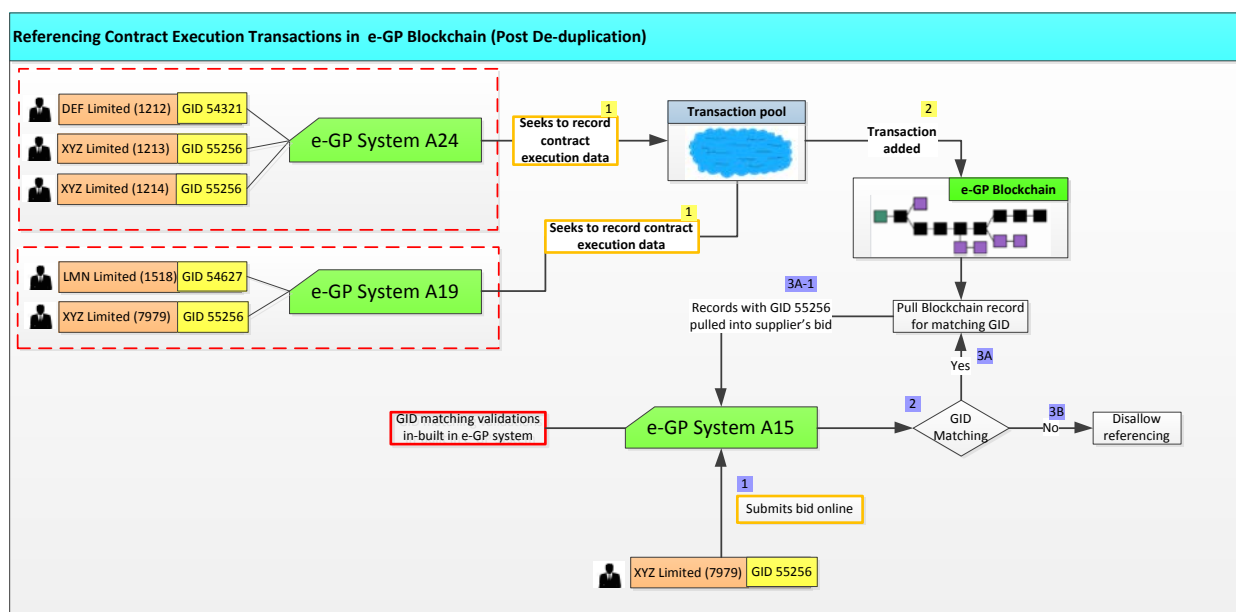 Referencing Contract Execution Transactions in e-GP Blockchain (Post De-duplication)
DEF Limited (1212) GID 54321
XYZ Limited (1213) GID 55256
XYZ Limited (1214) GID 55256
e-GP System A24
1
Seeks to record
contract
execution data
Transaction pool
2
Transaction
added
e-GP Blockchain
LMN Limited (1518) GID 54627
XYZ Limited (7979) GID 55256
e-GP System A19
1
Seeks to record contract
execution data
3A-1
Records with GID 55256
pulled into supplier's bid
Pull Blockchain record
for matching GID
3A
Yes
GID matching validations
in-built in e-GP system
e-GP System A15
2
GID
Matching
3B
No
Disallow
referencing
1
Submits bid online
XYZ Limited (7979) GID 55256